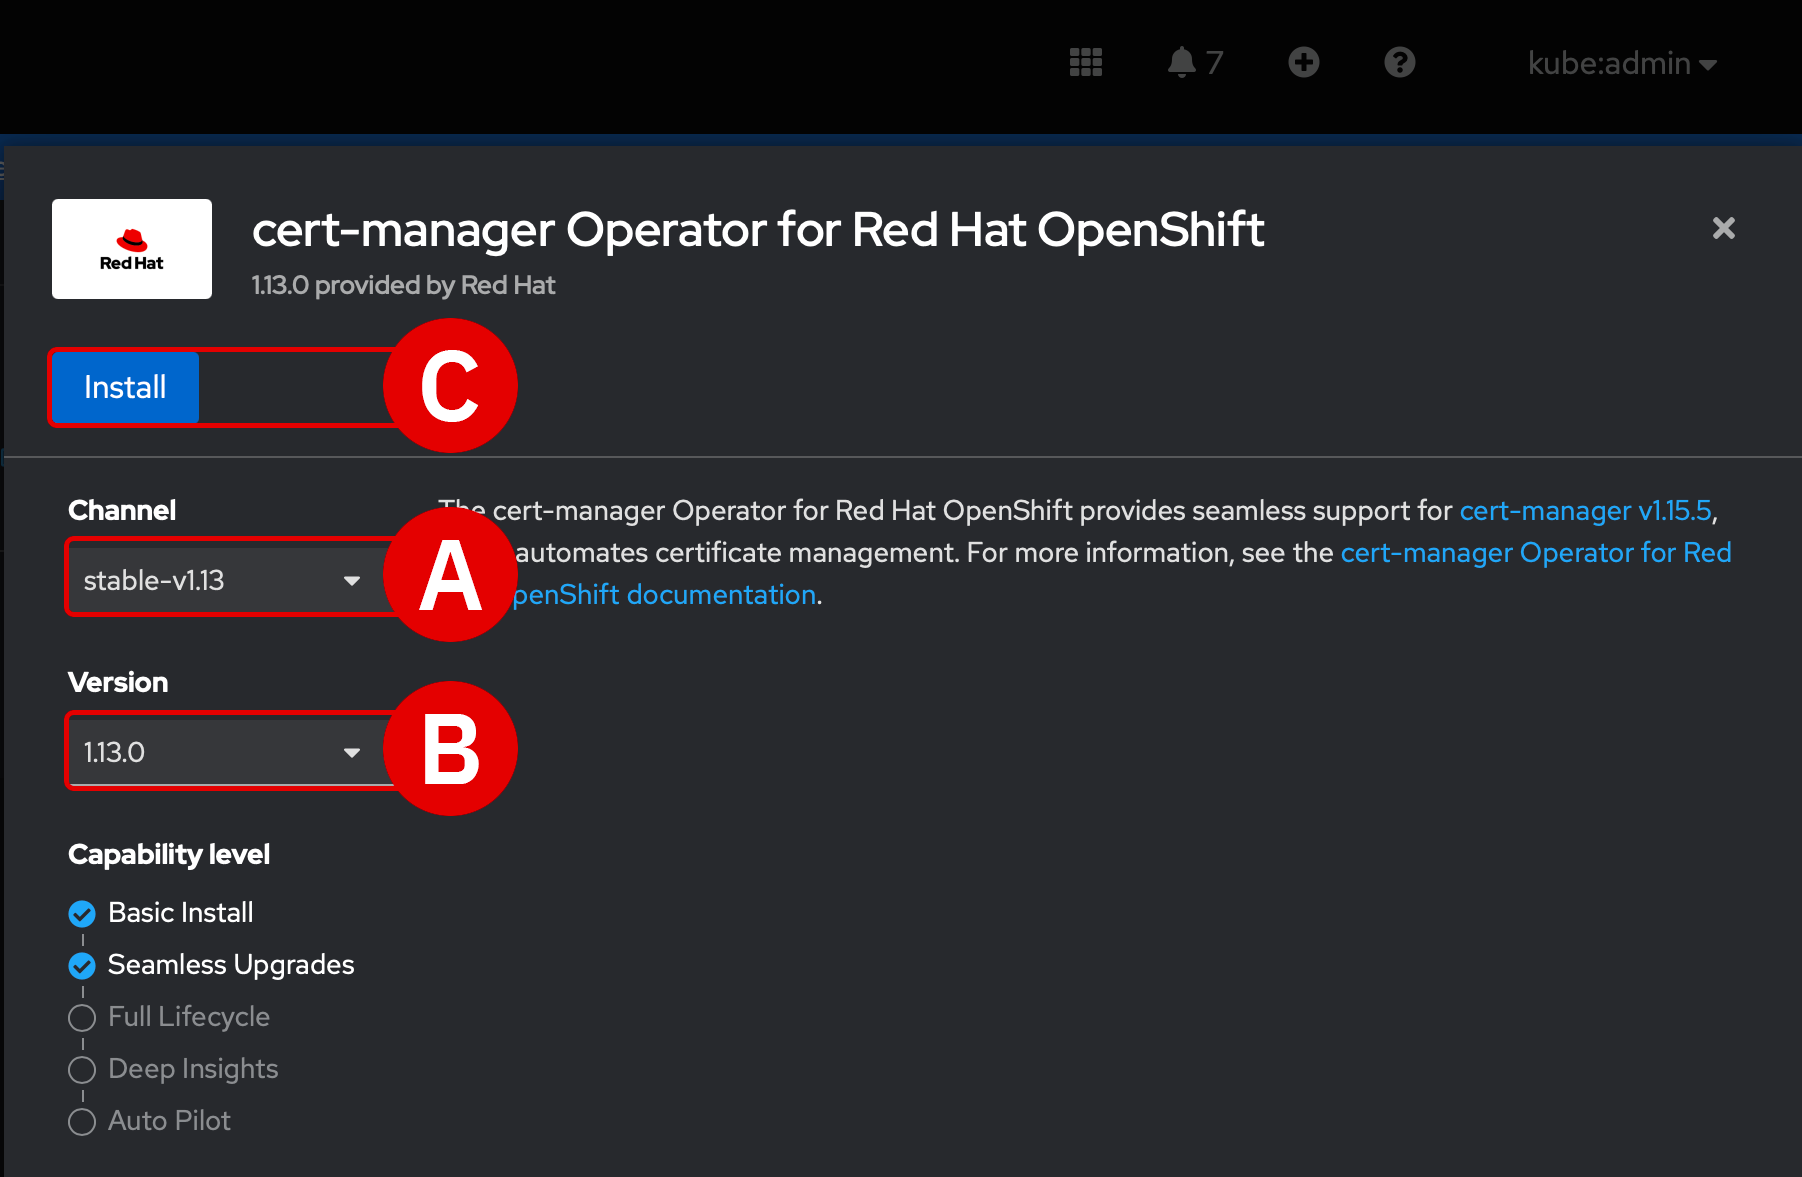 7
kube:admin
Red Hat
cert-manager Operator for Red Hat OpenShift
1.13.0 provided by Red Hat
Install
C
Channel
stable-v1.13
A
The cert-manager Operator for Red Hat OpenShift provides seamless support for cert-manager v1.15.5,
automates certificate management. For more information, see the cert-manager Operator for Red
penShift documentation.
Version
1.13.0
B
Capability level
Basic Install
Seamless Upgrades
Full Lifecycle
Deep Insights
Auto Pilot